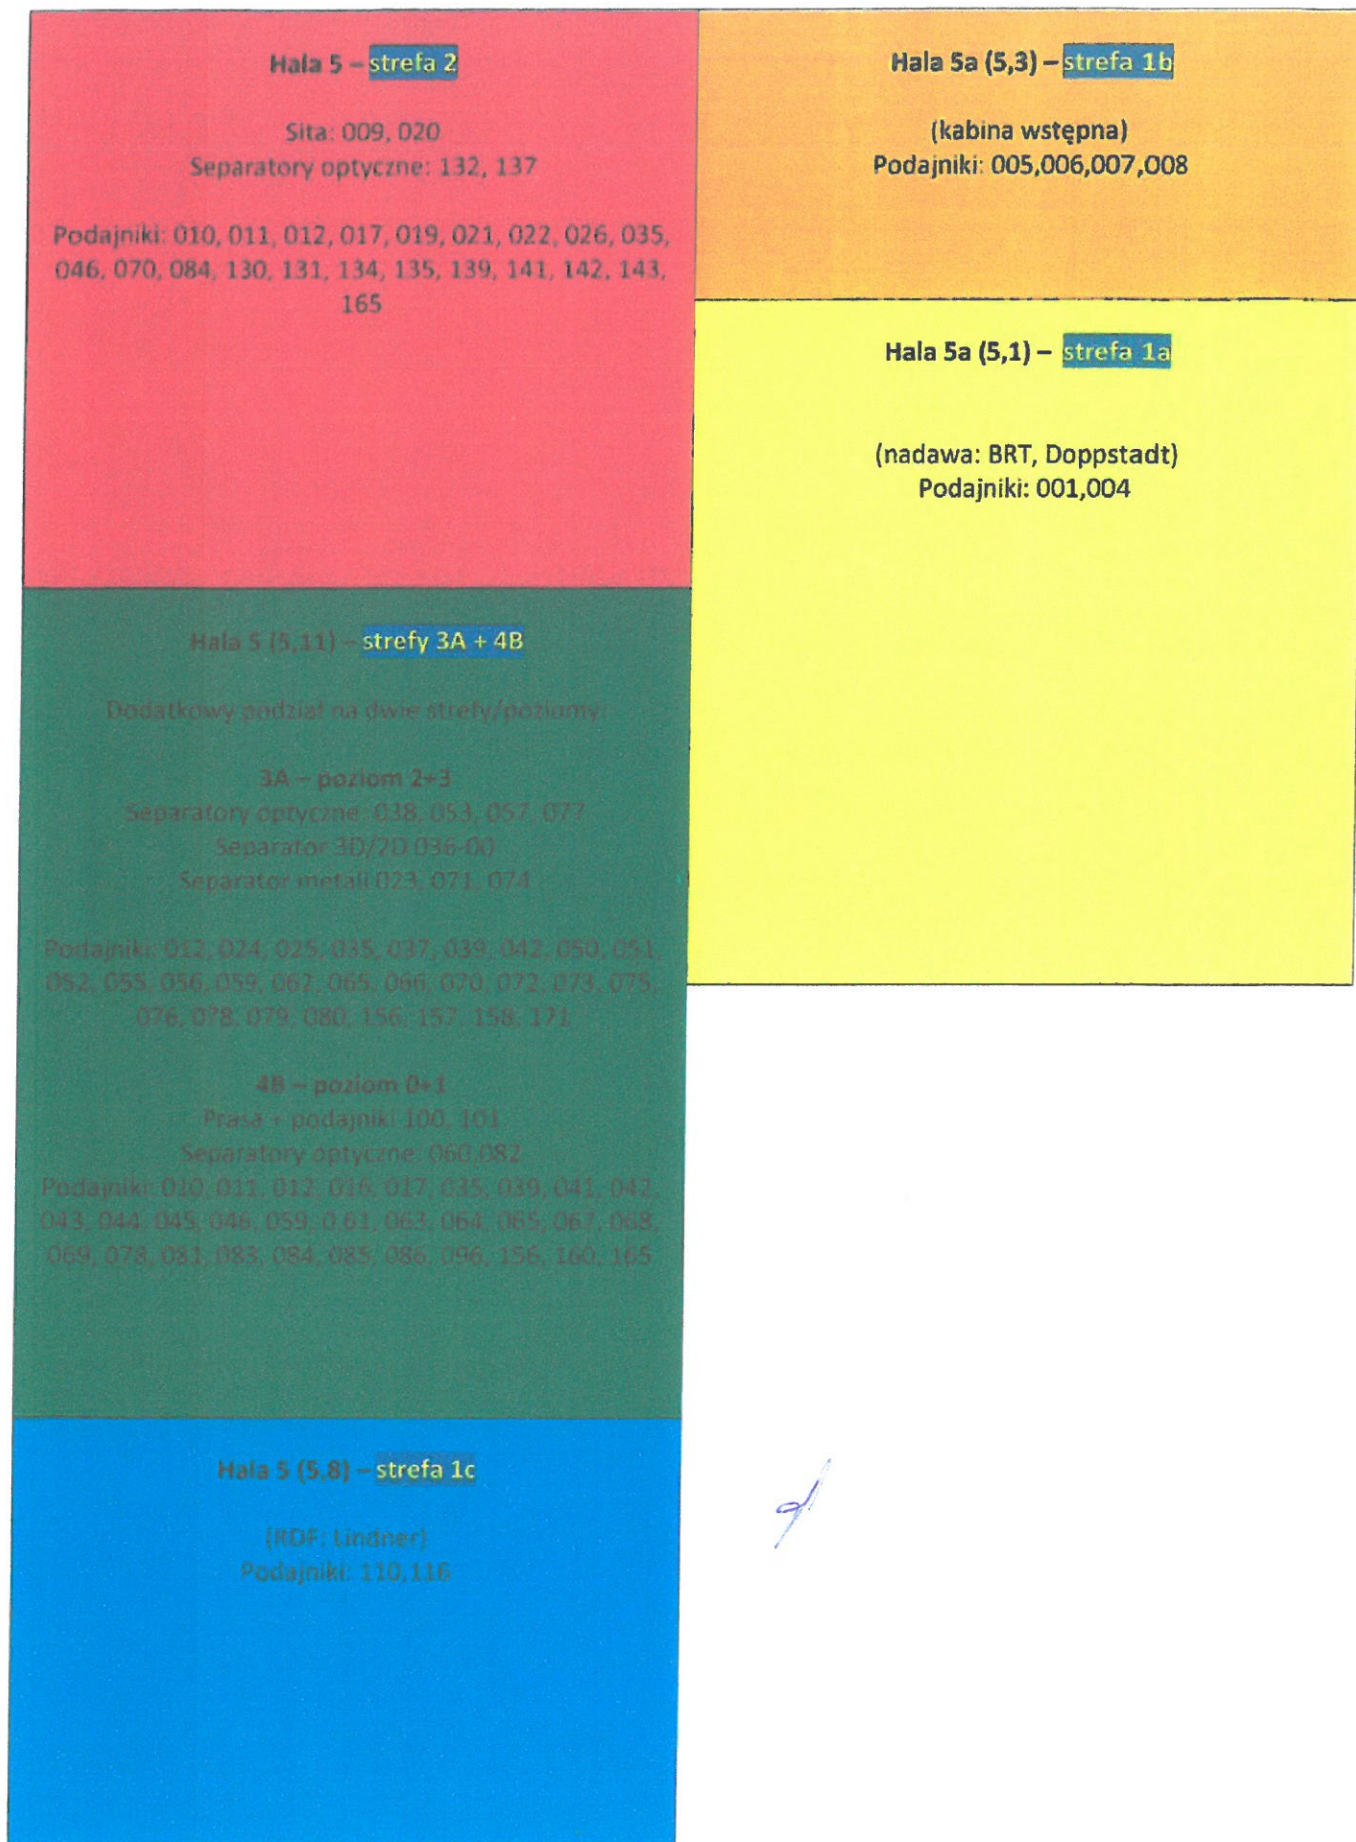 Hala 5 – strefa 2
Sita: 009, 020
Separatory optyczne: 132, 137
Podajniki: 010, 011, 012, 017, 019, 021, 022, 026, 035,
046, 070, 084, 130, 131, 134, 135, 139, 141, 142, 143,
165
Hala 5a (5,3) – strefa 1b
(kabina wstępna)
Podajniki: 005,006,007,008
Hala 5a (5,1) – strefa 1a
(nadawa: BRT, Doppstadt)
Podajniki: 001,004
Hala 5 (5,11) – strefy 3A + 4B
Dodatkowy podział na dwie strefy/poziomy:
3A – poziom 2+3
Separatory optyczne: 038, 053, 057, 077
Separator 3D/2D 036-00
Separator metali 023, 071, 074
Podajniki: 012, 024, 025, 035, 037, 039, 042, 050, 051,
052, 055, 056, 059, 062, 065, 066, 070, 072, 073, 075,
076, 078, 079, 080, 156, 157, 158, 171
4B – poziom 0+1
Prasa + podajniki 100, 101
Separatory optyczne: 060,082
Podajniki: 010, 011, 012, 016, 017, 035, 039, 041, 042,
043, 044, 045, 046, 059, 0,61, 063, 064, 065, 067, 068,
069, 078, 081, 083, 084, 085, 086, 096, 156, 160, 165
Hala 5 (5,8) – strefa 1c
(RDF: Lindner)
Podajniki: 110,116